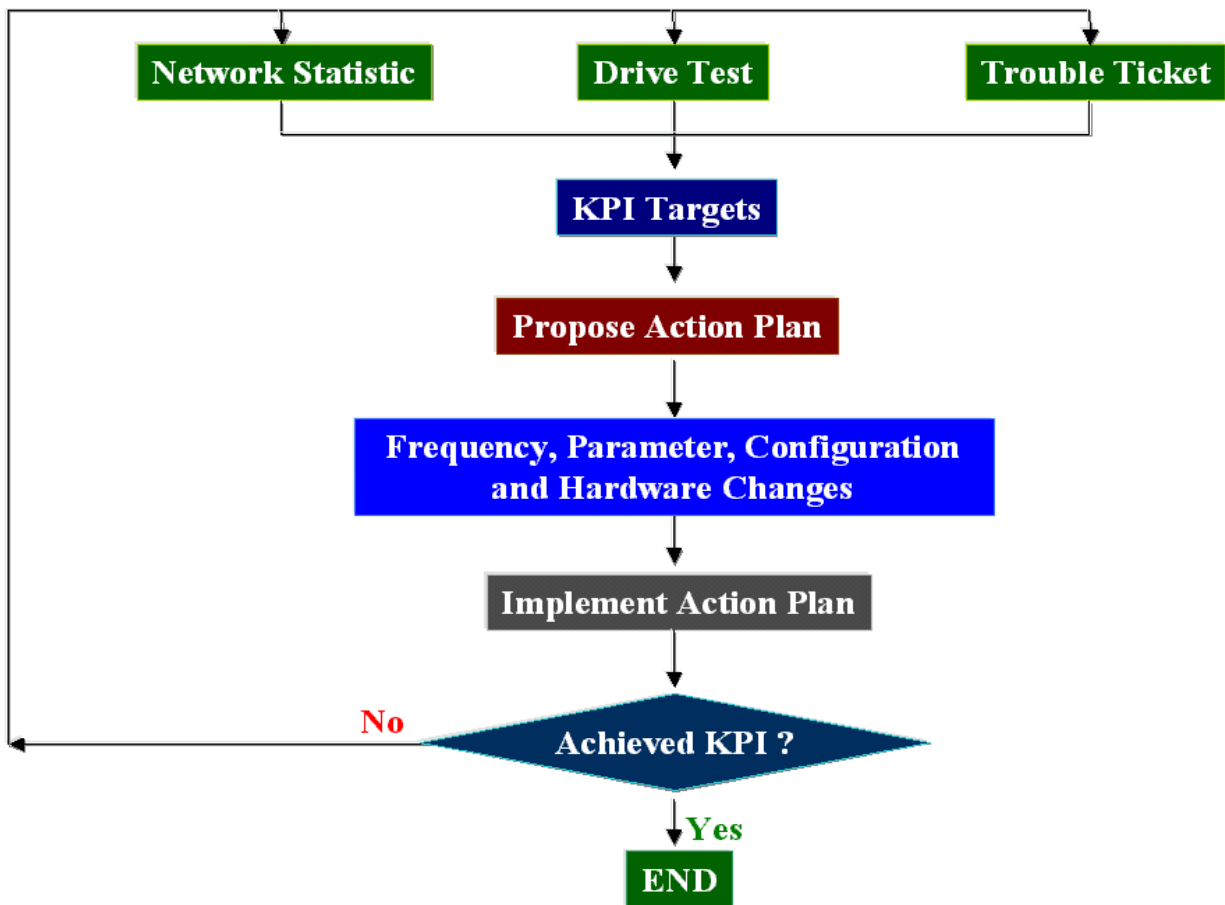 Network Statistic
Drive Test
Trouble Ticket
KPI Targets
Propose Action Plan
Frequency, Parameter, Configuration
and Hardware Changes
Implement Action Plan
No
Achieved KPI ?
Yes
END